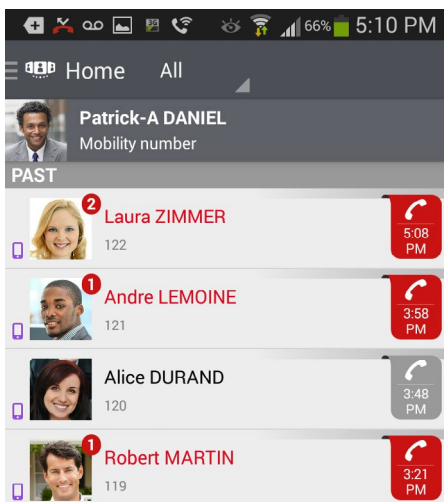 66% 5:10 PM
Home All
Patrick-A DANIEL
Mobility number
PAST
2 Laura ZIMMER
122
5:08
PM
1 Andre LEMOINE
121
3:58
PM
Alice DURAND
120
3:48
PM
1 Robert MARTIN
119
3:21
PM